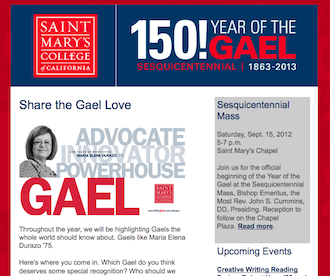 SAINT
MARY'S
COLLEGE
of CALIFORNIA
150! YEAR OF THE
GAEL
SESQUICENTENNIAL | 1863-2013
Share the Gael Love
ADVOCATE
INNOVATOR
MARIA ELENA DURAZO '75
POWERHOUSE
GAEL
SAINT
MARY'S
COLLEGE
Throughout the year, we will be highlighting Gaels the
whole world should know about. Gaels like Maria Elena
Durazo '75.
Here's where you come in. Which Gael do you think
deserves some special recognition? Who should we
Sesquicentennial
Mass
Saturday, Sept. 15, 2012
5-7 p.m.
Saint Mary's Chapel
Join us for the official
beginning of the Year of the
Gael at the Sesquicentennial
Mass, Bishop Emeritus, the
Most Rev. John S. Cummins,
DD, Presiding. Reception to
follow on the Chapel
Plaza. Read more.
Upcoming Events
Creative Writing Reading